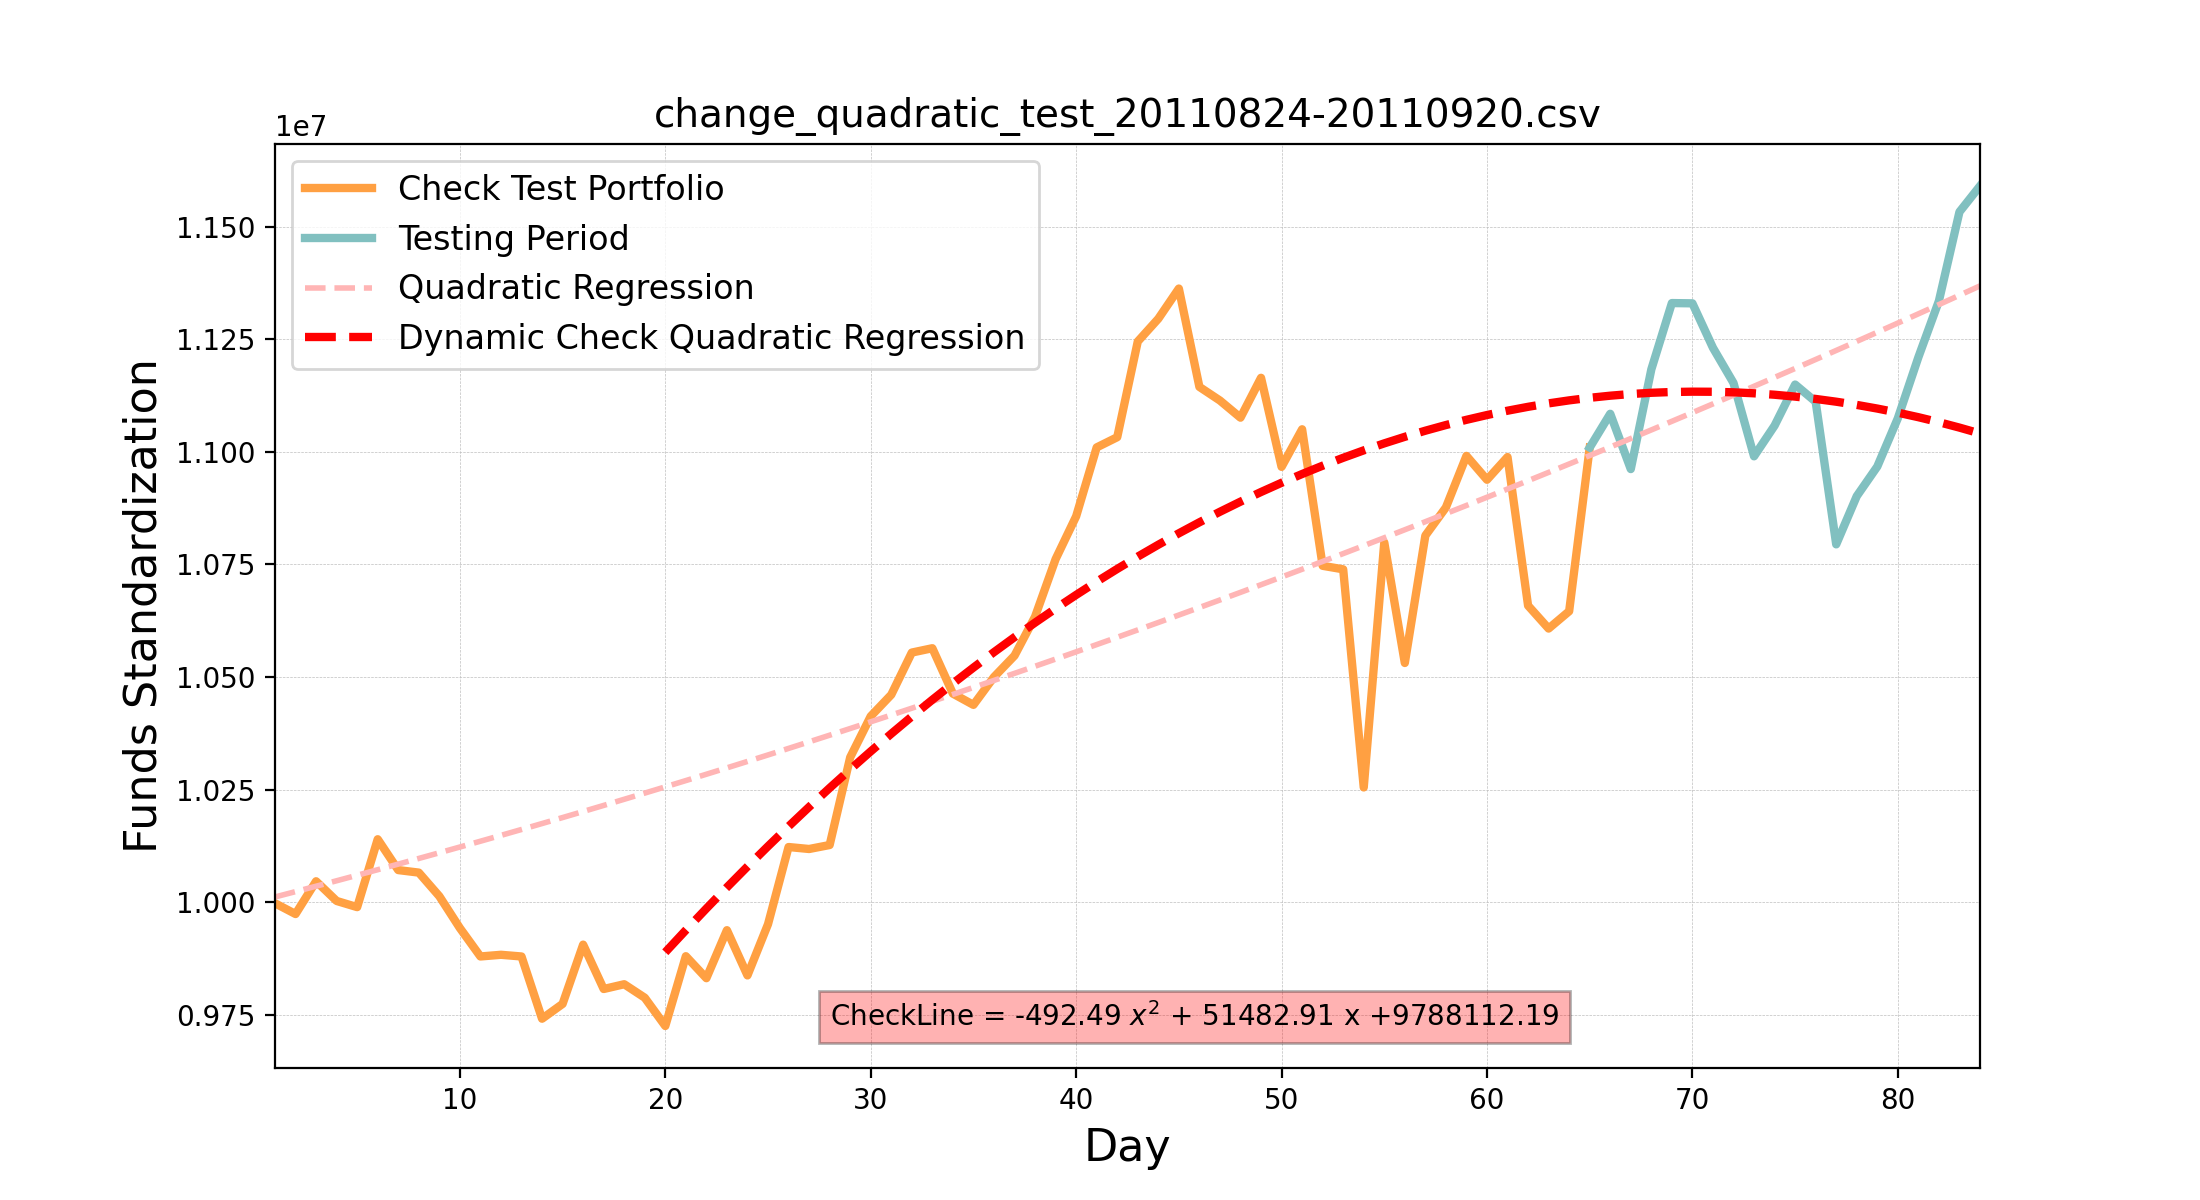 change_quadratic_test_20110824-20110920.csv
1e7
Check Test Portfolio
Testing Period
Quadratic Regression
Dynamic Check Quadratic Regression
Funds Standardization
1.150
1.125
1.100
1.075
1.050
1.025
1.000
0.975
CheckLine = -492.49 x² + 51482.91 x +9788112.19
10 20 30 40 50 60 70 80
Day